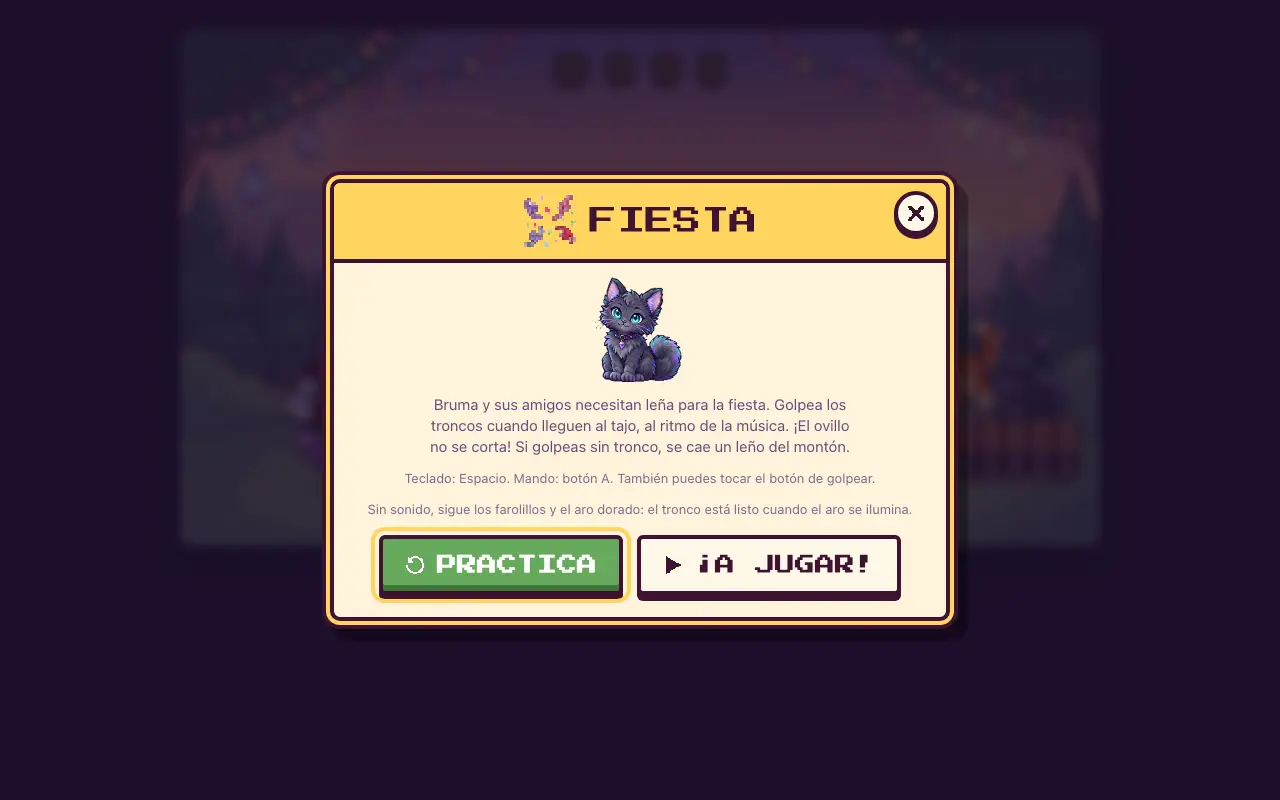 FIESTA
Bruma y sus amigos necesitan leña para la fiesta. Golpea los
troncos cuando lleguen al tajo, al ritmo de la música. ¡El ovillo
no se corta! Si golpeas sin tronco, se cae un leño del montón.
Teclado: Espacio. Mando: botón A. También puedes tocar el botón de golpear.
Sin sonido, sigue los farolillos y el aro dorado: el tronco está listo cuando el aro se ilumina.
PRACTICA
¡A JUGAR!